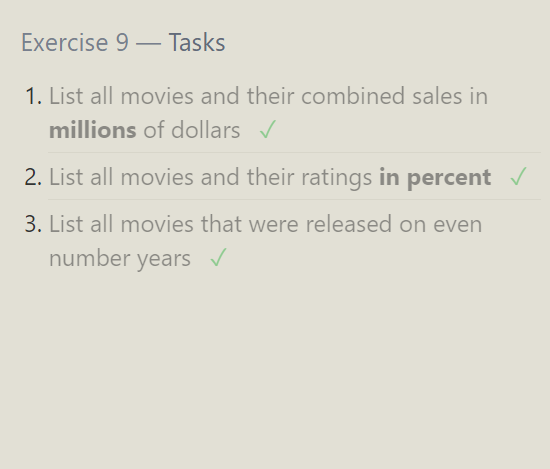 Exercise 9 — Tasks
1. List all movies and their combined sales in
millions of dollars ✓
2. List all movies and their ratings in percent ✓
3. List all movies that were released on even
number years ✓